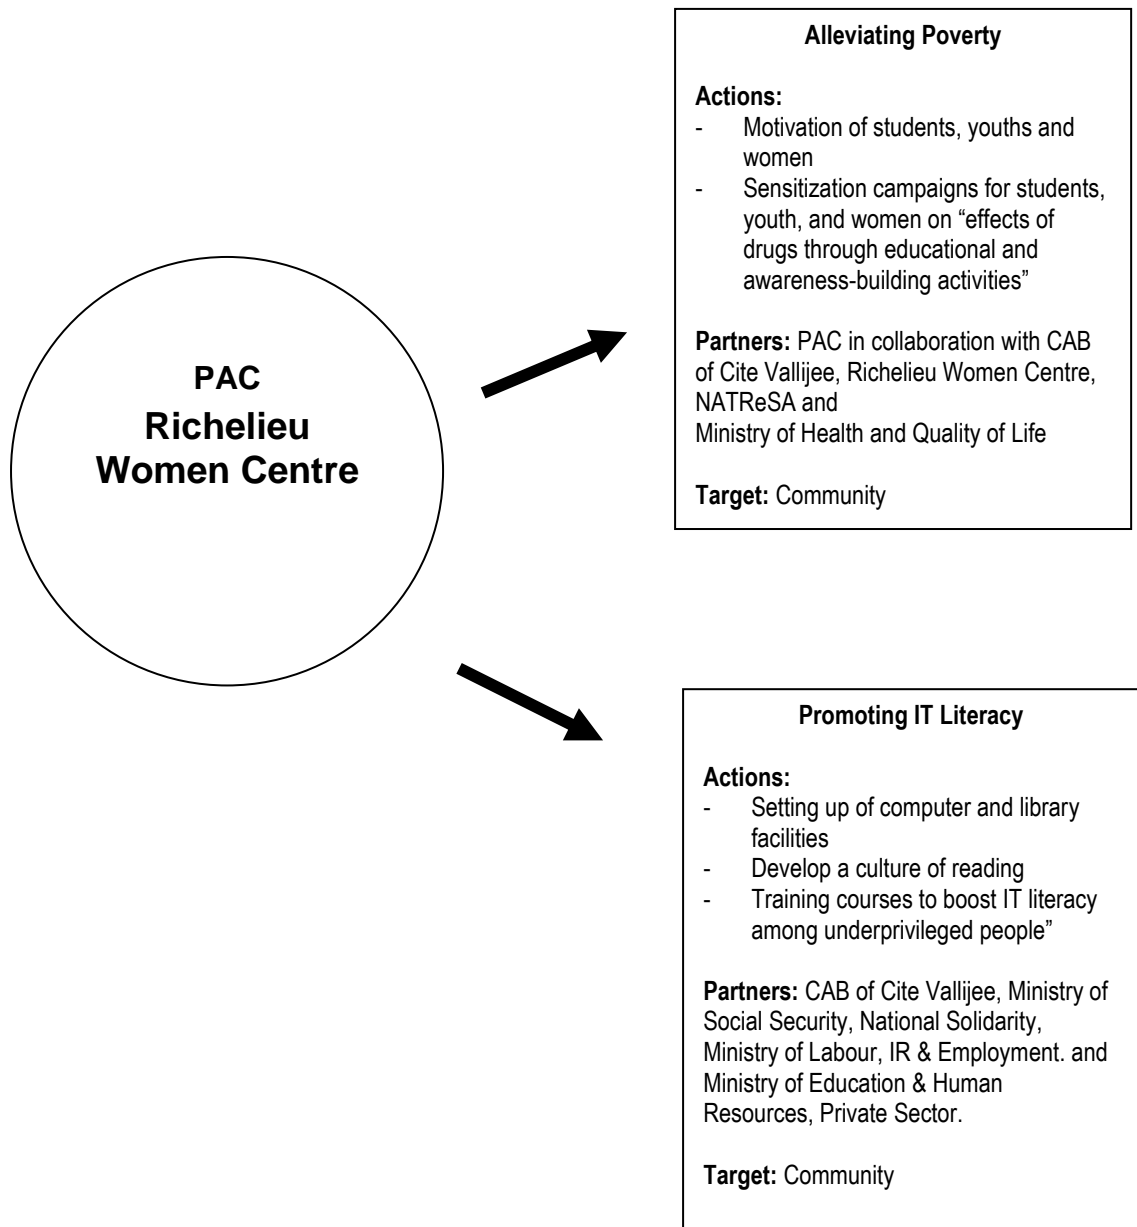 PAC
Richelieu
Women Centre
Alleviating Poverty
Actions:
- Motivation of students, youths and
women
- Sensitization campaigns for students,
youth, and women on “effects of
drugs through educational and
awareness-building activities”
Partners: PAC in collaboration with CAB
of Cite Vallijee, Richelieu Women Centre,
NATReSA and
Ministry of Health and Quality of Life
Target: Community
Promoting IT Literacy
Actions:
- Setting up of computer and library
facilities
- Develop a culture of reading
- Training courses to boost IT literacy
among underprivileged people”
Partners: CAB of Cite Vallijee, Ministry of
Social Security, National Solidarity,
Ministry of Labour, IR & Employment. and
Ministry of Education & Human
Resources, Private Sector.
Target: Community